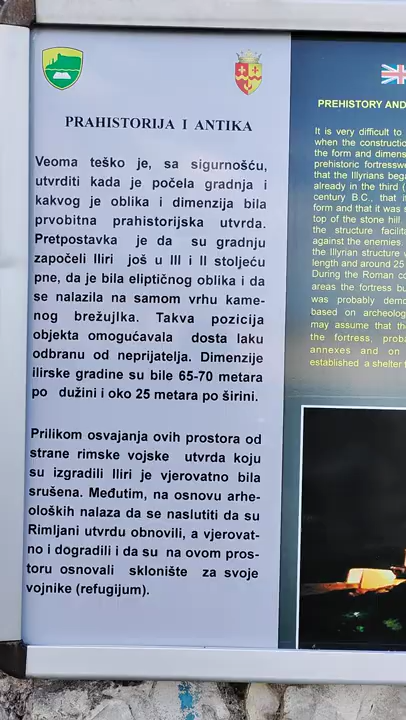 PRAHISTORIJA I ANTIKA
Veoma teško je, sa sigurnošću,
utvrditi kada je počela gradnja i
kakvog je oblika i dimenzija bila
prvobitna prahistorijska utvrda.
Pretpostavka je da su gradnju
započeli Iliri još u III i II stoljeću
pne, da je bila eliptičnog oblika i da
se nalazila na samom vrhu kame-
nog brežujlka. Takva pozicija
objekta omogućavala dosta laku
odbranu od neprijatelja. Dimenzije
ilirske gradine su bile 65-70 metara
po dužini i oko 25 metara po širini.
Prilikom osvajanja ovih prostora od
strane rimske vojske utvrda koju
su izgradili Iliri je vjerovatno bila
srušena. Međutim, na osnovu arhe-
oloških nalaza da se naslutiti da su
Rimljani utvrdu obnovili, a vjerovat-
no i dogradili i da su na ovom pros-
toru osnovali sklonište za svoje
vojnike (refugijum).
PREHISTORY AND
It is very difficult to
when the constructio
the form and dimens
prehistoric fortresswe
that the Illyrians bega
already in the third (
century B.C., that it
form and that it was s
top of the stone hill.
the structure facilita
against the enemies.
the Illyrian structure w
length and around 25
During the Roman co
areas the fortress bu
was probably demo
based on archeolog
may assume that the
the fortress, proba
annexes and on
established a shelter f